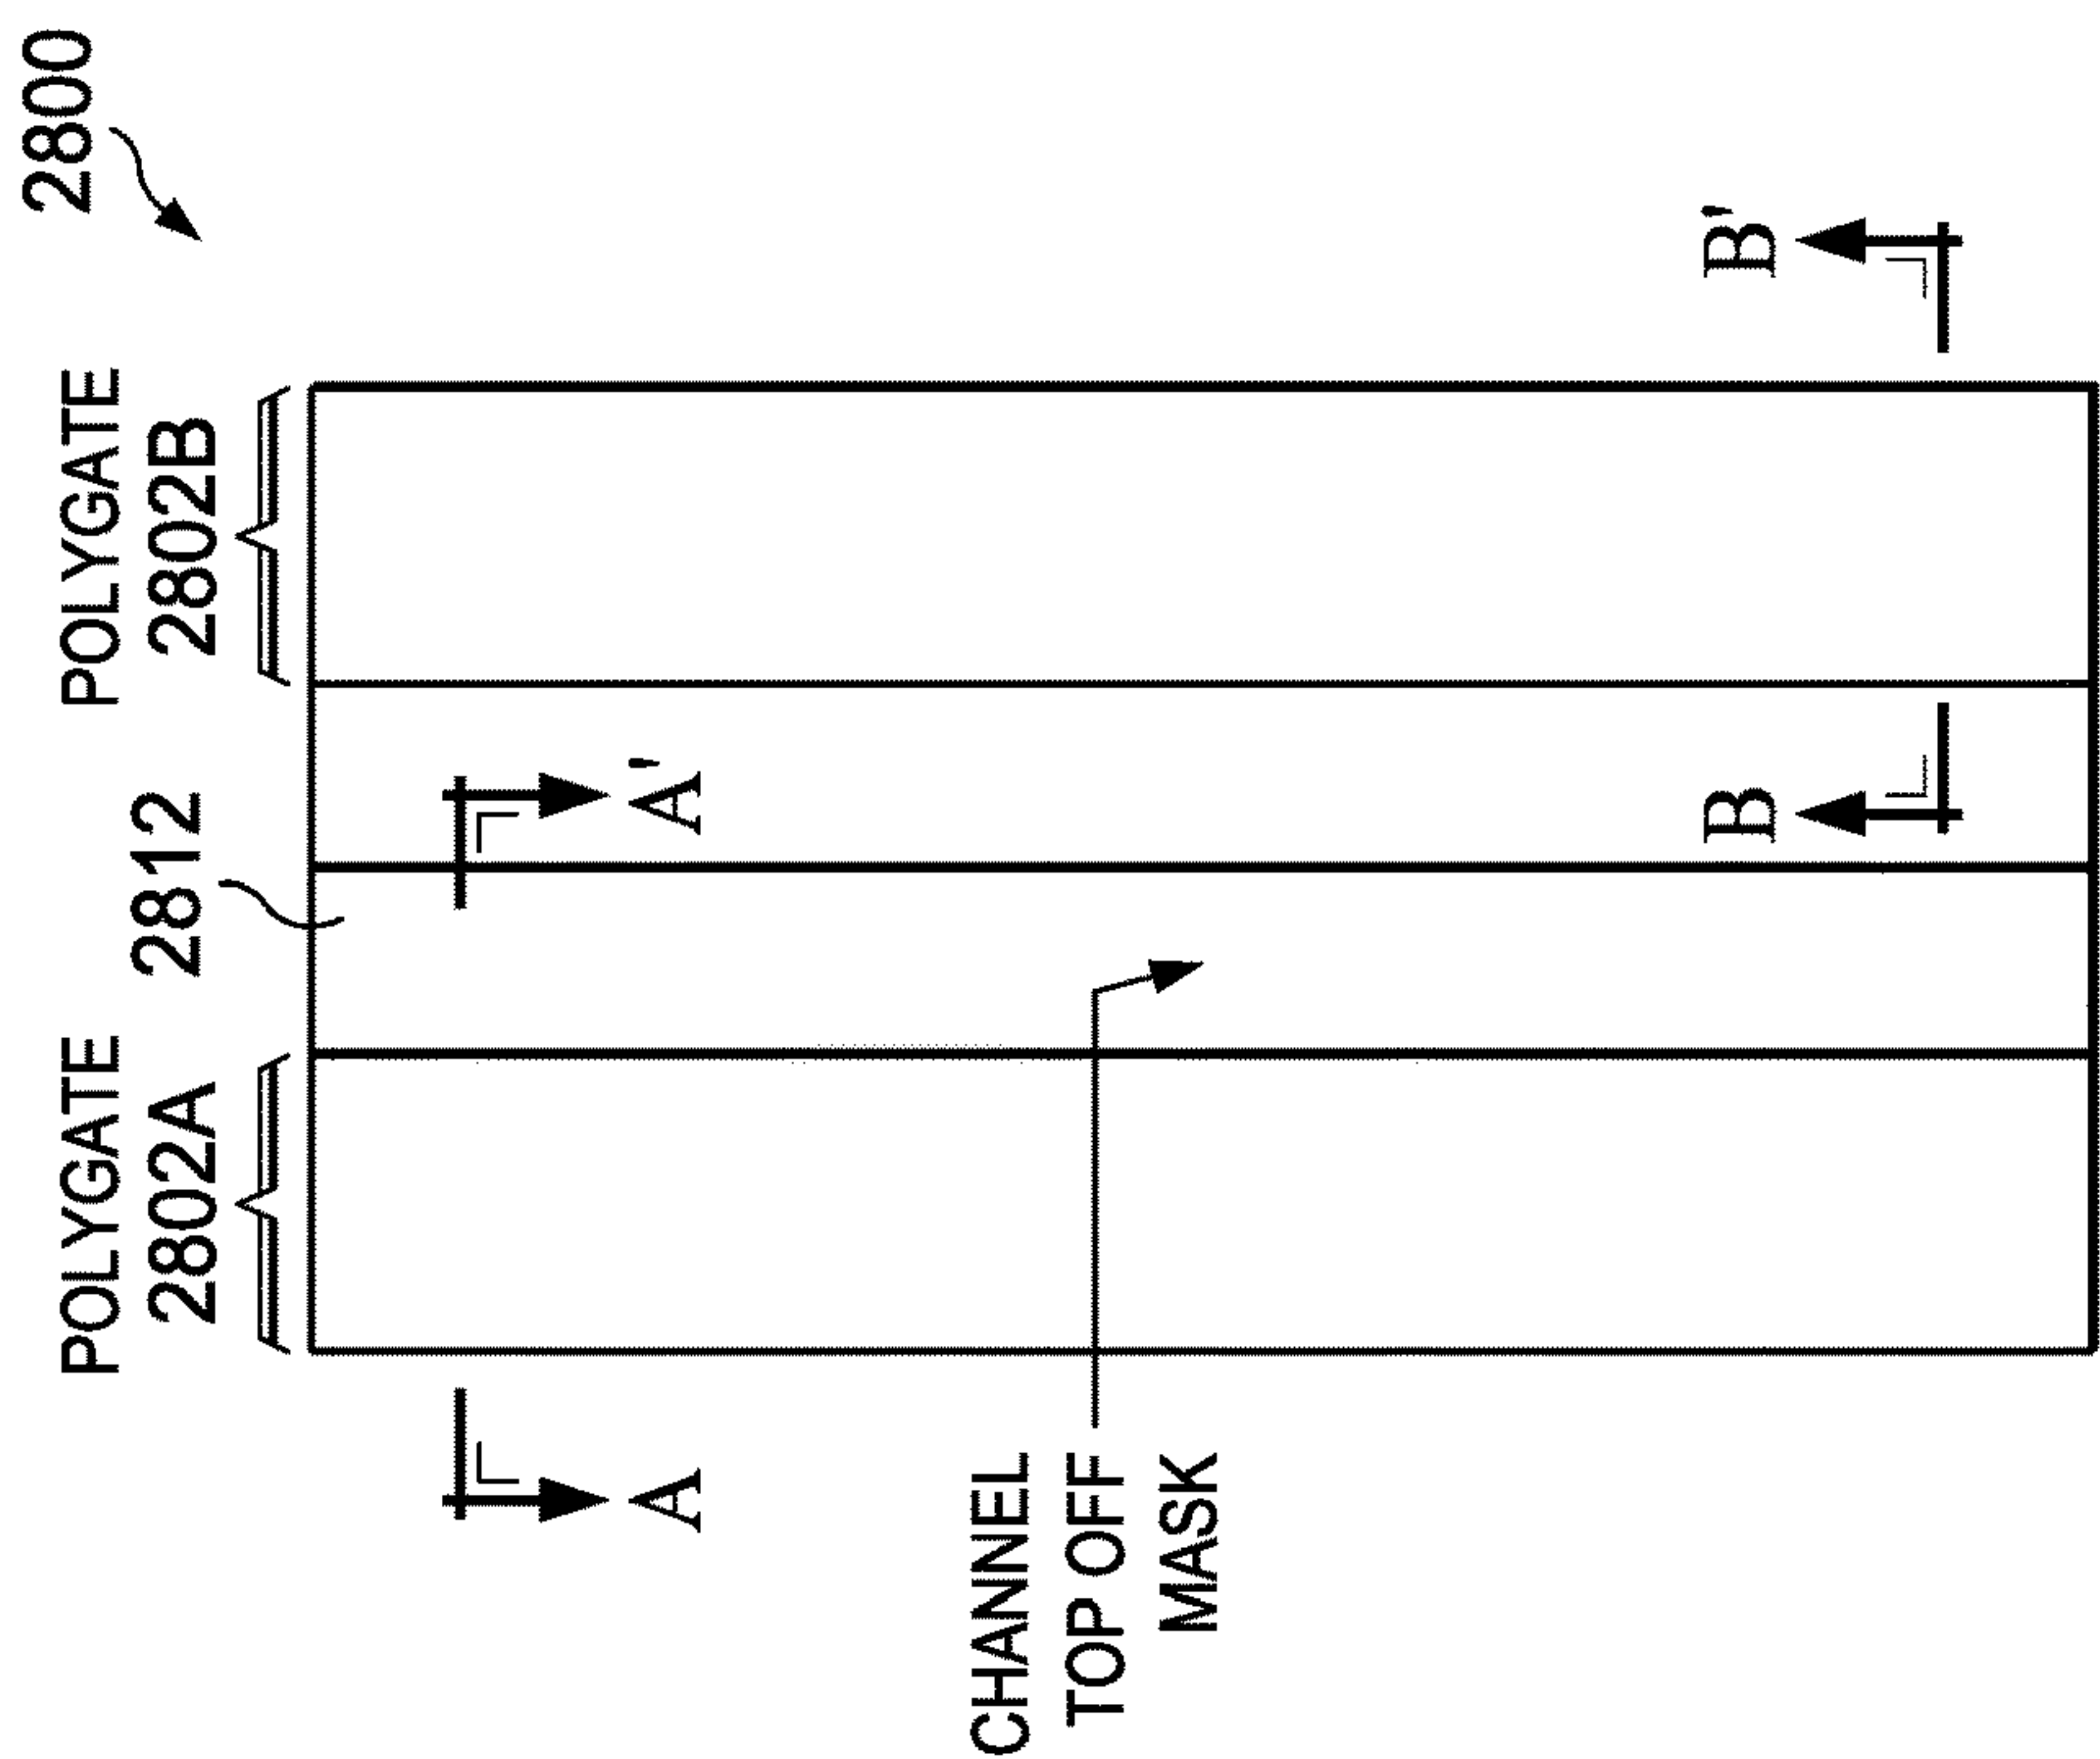 2800
POLYGATE
2802A
2812
POLYGATE
2802B
A
A'
B
B'
CHANNEL
TOP OFF
MASK